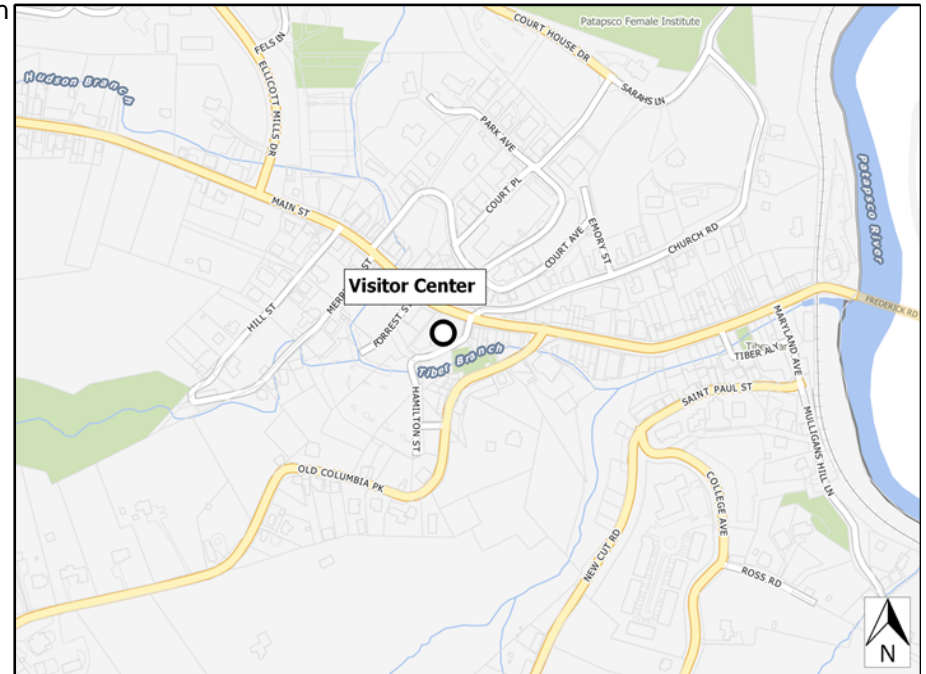 n
Patapsco Female Institute
COURT HOUSE DR
FELS LN
SARAHS LN
Hudson Branch
ELLICOTT MILLS DR
PARK AVE
Patapsco River
COURT PL
MAIN ST
EMORY ST
COURT AVE
CHURCH RD
Visitor Center
HILL ST
FORREST ST
FREDERICK RD
MARYLAND AVE
Tiber Branch
TIBER ALY
HAMILTON ST
SAINT PAUL ST
MULLIGANS HILL LN
OLD COLUMBIA PK
COLLEGE AVE
NEW CUT RD
ROSS RD
N